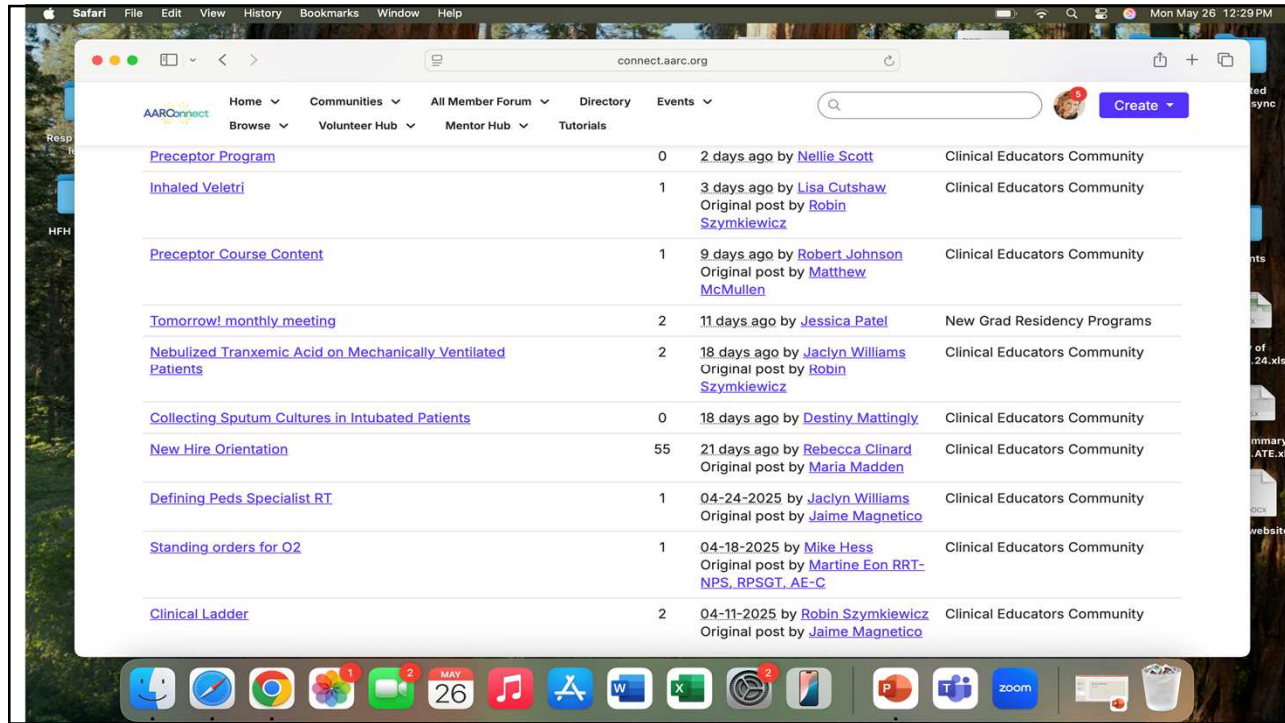 Safari File Edit View History Bookmarks Window Help Mon May 26 12:29 PM
connect.aarc.org
AARConnect
Home Communities All Member Forum Directory Events
Browse Volunteer Hub Mentor Hub Tutorials
5
Create
Preceptor Program 0 2 days ago by Nellie Scott Clinical Educators Community
Inhaled Veletri 1 3 days ago by Lisa Cutshaw Clinical Educators Community
Original post by Robin
Szymkiewicz
Preceptor Course Content 1 9 days ago by Robert Johnson Clinical Educators Community
Original post by Matthew
McMullen
Tomorrow! monthly meeting 2 11 days ago by Jessica Patel New Grad Residency Programs
Nebulized Tranxemic Acid on Mechanically Ventilated 2 18 days ago by Jaclyn Williams Clinical Educators Community
Patients Original post by Robin
Szymkiewicz
Collecting Sputum Cultures in Intubated Patients 0 18 days ago by Destiny Mattingly Clinical Educators Community
New Hire Orientation 55 21 days ago by Rebecca Clinard Clinical Educators Community
Original post by Maria Madden
Defining Peds Specialist RT 1 04-24-2025 by Jaclyn Williams Clinical Educators Community
Original post by Jaime Magnetico
Standing orders for O2 1 04-18-2025 by Mike Hess Clinical Educators Community
Original post by Martine Eon RRT-
NPS, RPSGT, AE-C
Clinical Ladder 2 04-11-2025 by Robin Szymkiewicz Clinical Educators Community
Original post by Jaime Magnetico
HFH
1 2 MAY 2
26 W X P zoom